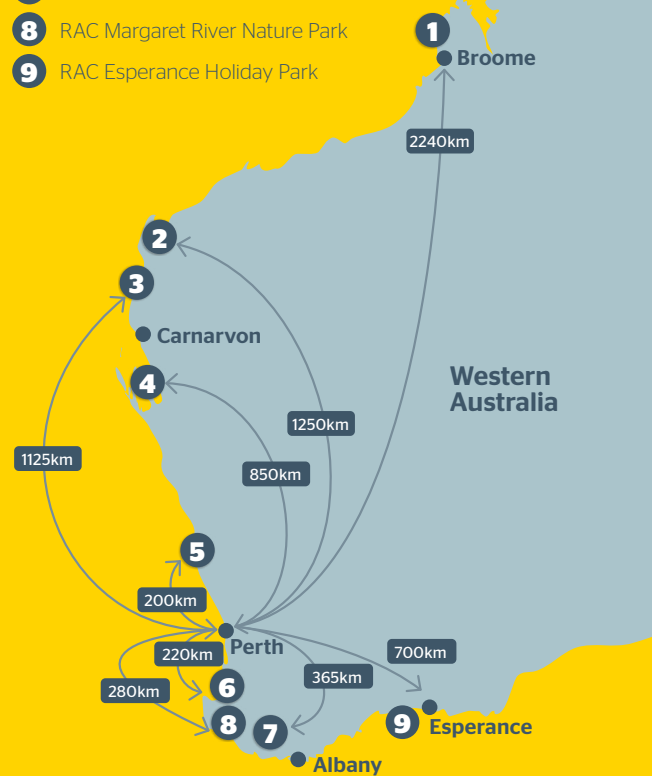 8 RAC Margaret River Nature Park
9 RAC Esperance Holiday Park
1
Broome
2240km
2
3
Carnarvon
4
Western
Australia
1250km
1125km
850km
5
200km
Perth
220km
700km
365km
280km
6
8
7
9
Esperance
Albany